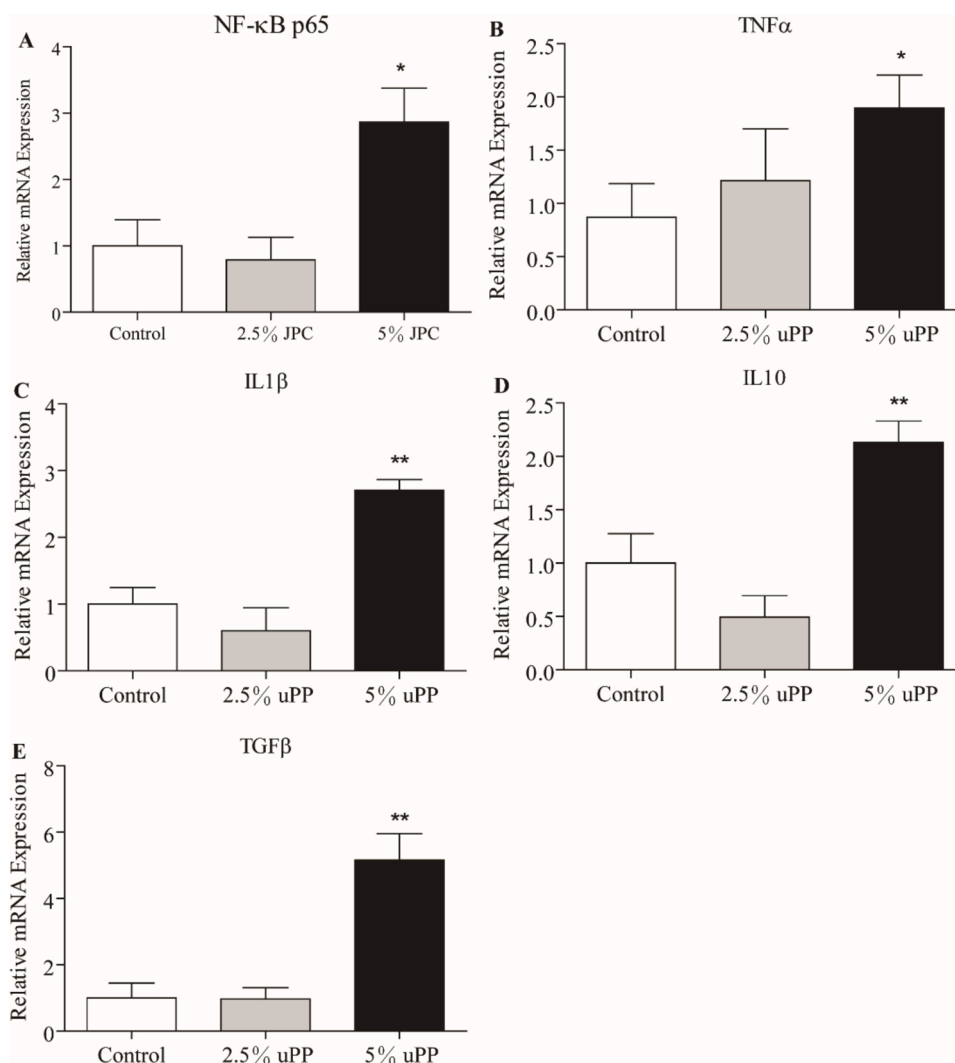 A
NF-κB p65
Relative mRNA Expression
4
3
2
1
0
*
Control
2.5% JPC
5% JPC
B
TNFα
Relative mRNA Expression
2.5
2.0
1.5
1.0
0.5
0.0
*
Control
2.5% uPP
5% uPP
C
IL1β
Relative mRNA Expression
4
3
2
1
0
**
Control
2.5% uPP
5% uPP
D
IL10
Relative mRNA Expression
2.5
2.0
1.5
1.0
0.5
0.0
**
Control
2.5% uPP
5% uPP
E
TGFβ
Relative mRNA Expression
8
6
4
2
0
**
Control
2.5% uPP
5% uPP